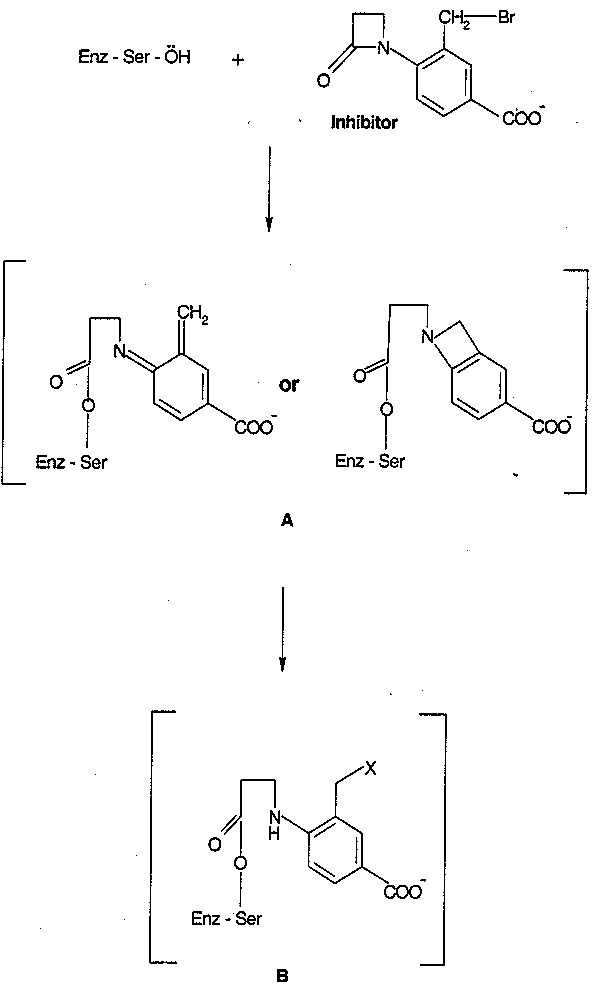 Enz - Ser - ÖH + CH2 Br
N
O
COO-
Inhibitor
CH2
N N
O O
or
O O
COO- COO-
Enz - Ser Enz - Ser
A
X
N
H
O
O
COO-
Enz - Ser
B